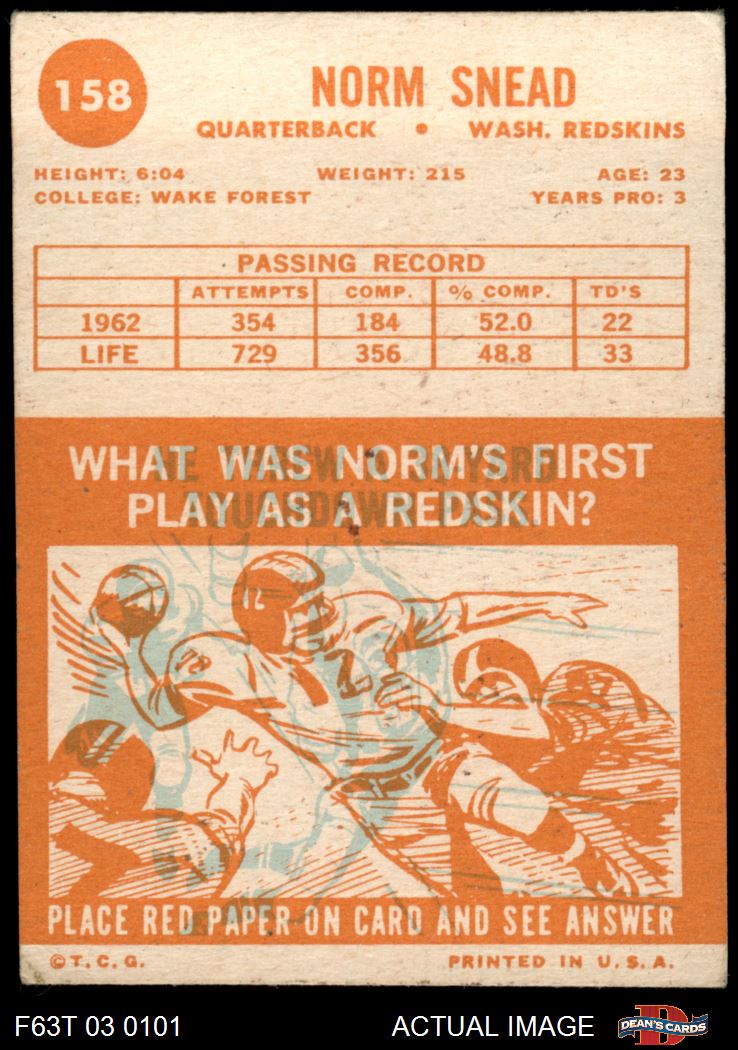 158
NORM SNEAD
QUARTERBACK • WASH. REDSKINS
HEIGHT: 6:04 WEIGHT: 215 AGE: 23
COLLEGE: WAKE FOREST YEARS PRO: 3
PASSING RECORD
ATTEMPTS COMP. % COMP. TD'S
1962 354 184 52.0 22
LIFE 729 356 48.8 33
WHAT WAS NORM'S FIRST
PLAY AS A REDSKIN?
PLACE RED PAPER ON CARD AND SEE ANSWER
©T.C.G. PRINTED IN U.S.A.
F63T 03 0101 ACTUAL IMAGE DEAN'S CARDS